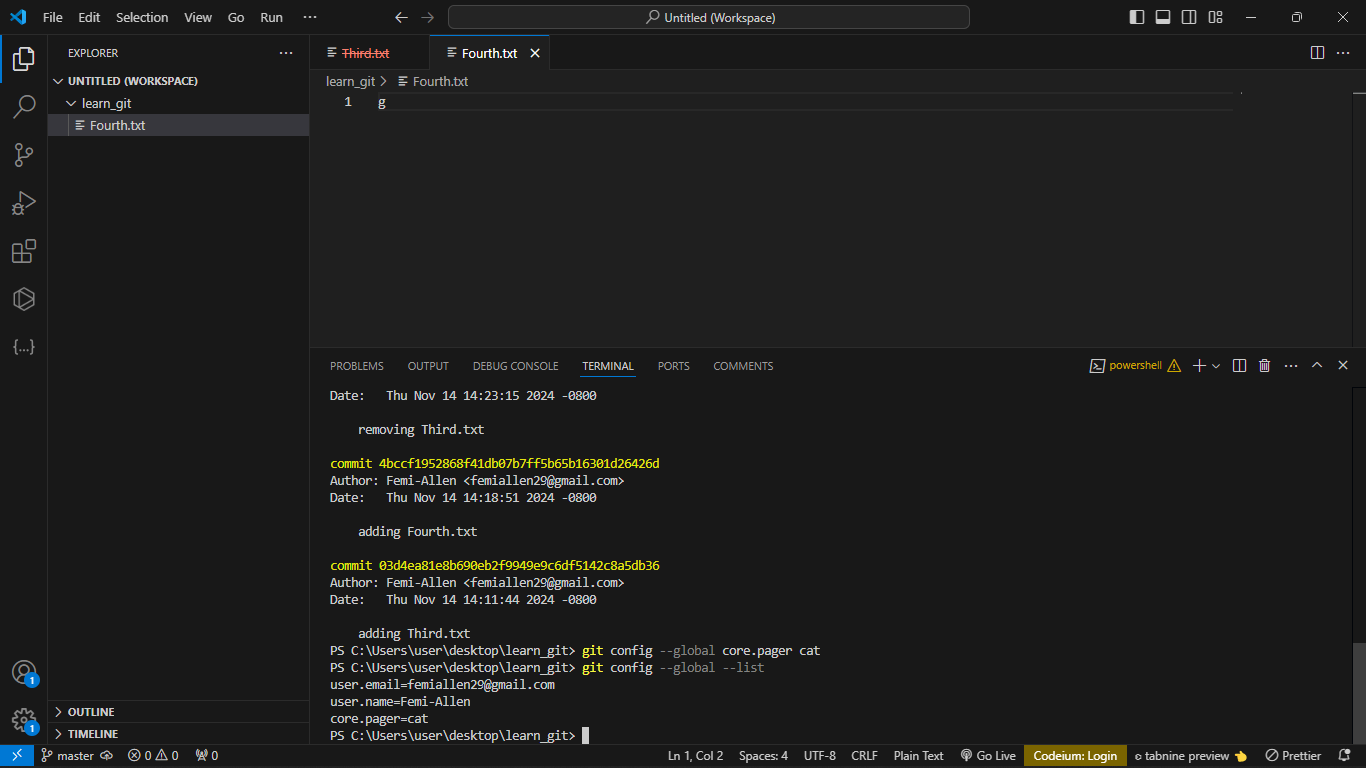 File Edit Selection View Go Run ···
Untitled (Workspace)
EXPLORER ···
UNTITLED (WORKSPACE)
learn_git
Fourth.txt
Third.txt
Fourth.txt
learn_git > Fourth.txt
1 g
PROBLEMS OUTPUT DEBUG CONSOLE TERMINAL PORTS COMMENTS
powershell
Date:   Thu Nov 14 14:23:15 2024 -0800
removing Third.txt
commit 4bccf1952868f41db07b7ff5b65b16301d26426d
Author: Femi-Allen <femiallen29@gmail.com>
Date:   Thu Nov 14 14:18:51 2024 -0800
adding Fourth.txt
commit 03d4ea81e8b690eb2f9949e9c6df5142c8a5db36
Author: Femi-Allen <femiallen29@gmail.com>
Date:   Thu Nov 14 14:11:44 2024 -0800
adding Third.txt
PS C:\Users\user\desktop\learn_git> git config --global core.pager cat
PS C:\Users\user\desktop\learn_git> git config --global --list
user.email=femiallen29@gmail.com
user.name=Femi-Allen
core.pager=cat
PS C:\Users\user\desktop\learn_git>
1
1
OUTLINE
TIMELINE
master 0 0 0
Ln 1, Col 2 Spaces: 4 UTF-8 CRLF Plain Text Go Live Codeium: Login tabnine preview Prettier